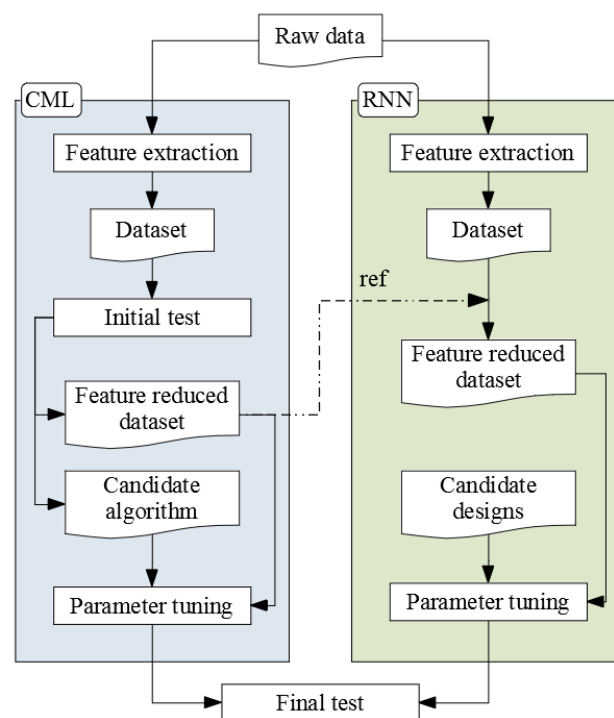 Raw data
CML
Feature extraction
Dataset
Initial test
Feature reduced
dataset
Candidate
algorithm
Parameter tuning
ref
RNN
Feature extraction
Dataset
Feature reduced
dataset
Candidate
designs
Parameter tuning
Final test